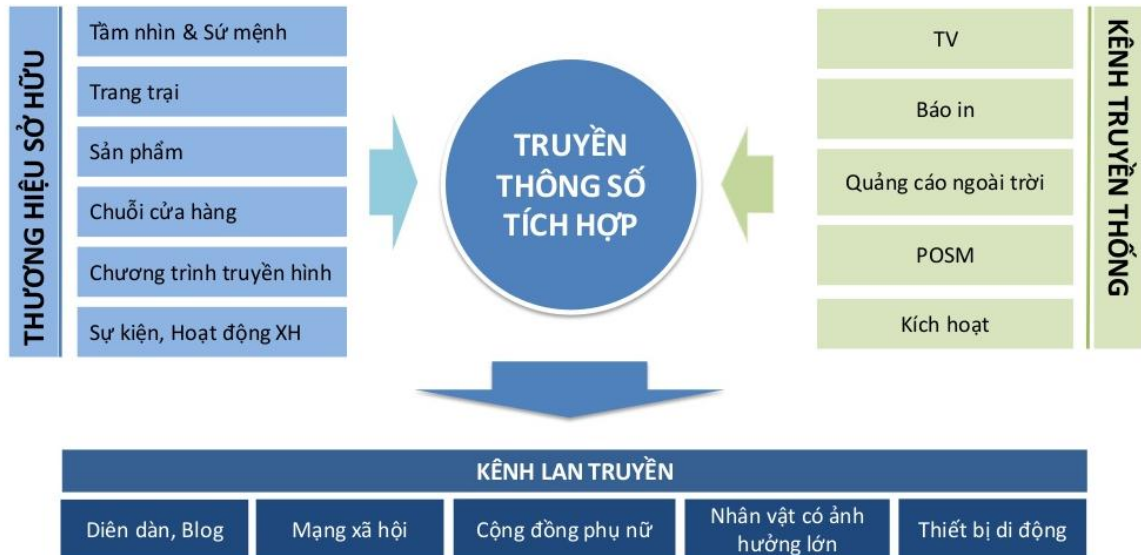 THƯƠNG HIỆU SỞ HỮU
Tầm nhìn & Sứ mệnh
Trang trại
Sản phẩm
Chuỗi cửa hàng
Chương trình truyền hình
Sự kiện, Hoạt động XH
TRUYỀN
THÔNG SỐ
TÍCH HỢP
TV
Báo in
Quảng cáo ngoài trời
POSM
Kích hoạt
KÊNH TRUYỀN THỐNG
KÊNH LAN TRUYỀN
Diên dàn, Blog
Mạng xã hội
Cộng đồng phụ nữ
Nhân vật có ảnh
hưởng lớn
Thiết bị di động